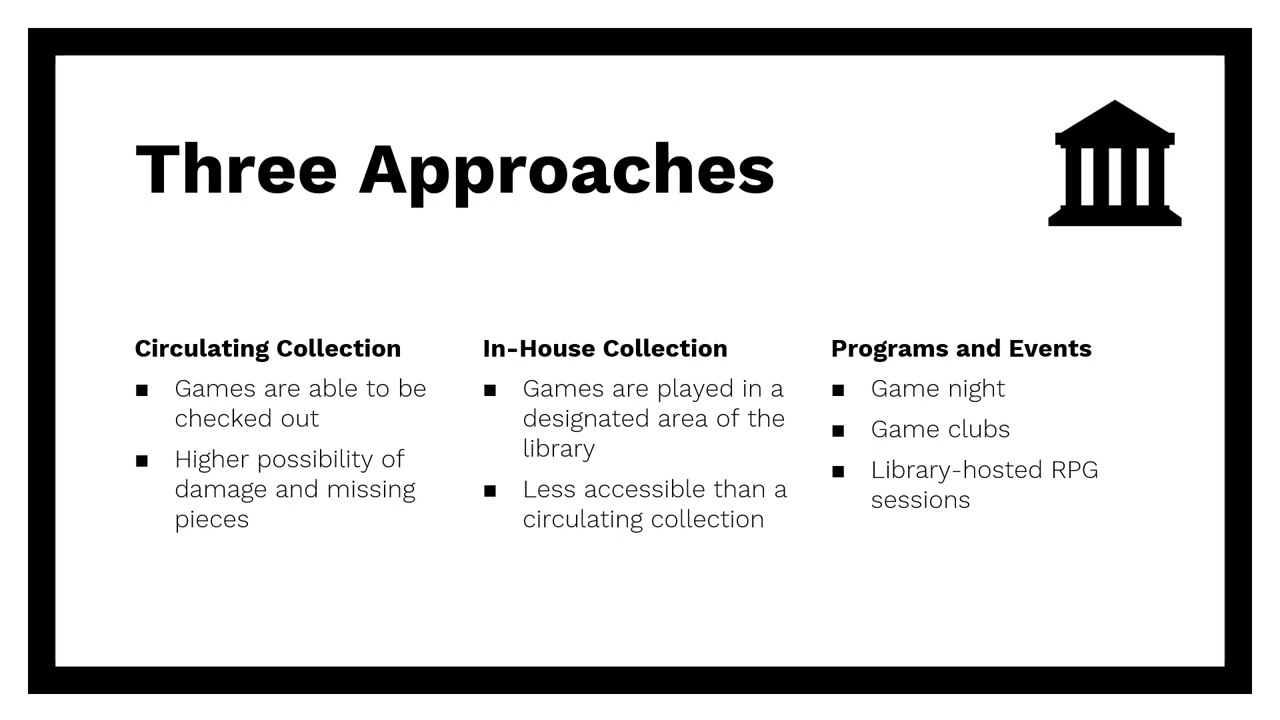 Three Approaches
Circulating Collection
■ Games are able to be
checked out
■ Higher possibility of
damage and missing
pieces
In-House Collection
■ Games are played in a
designated area of the
library
■ Less accessible than a
circulating collection
Programs and Events
■ Game night
■ Game clubs
■ Library-hosted RPG
sessions